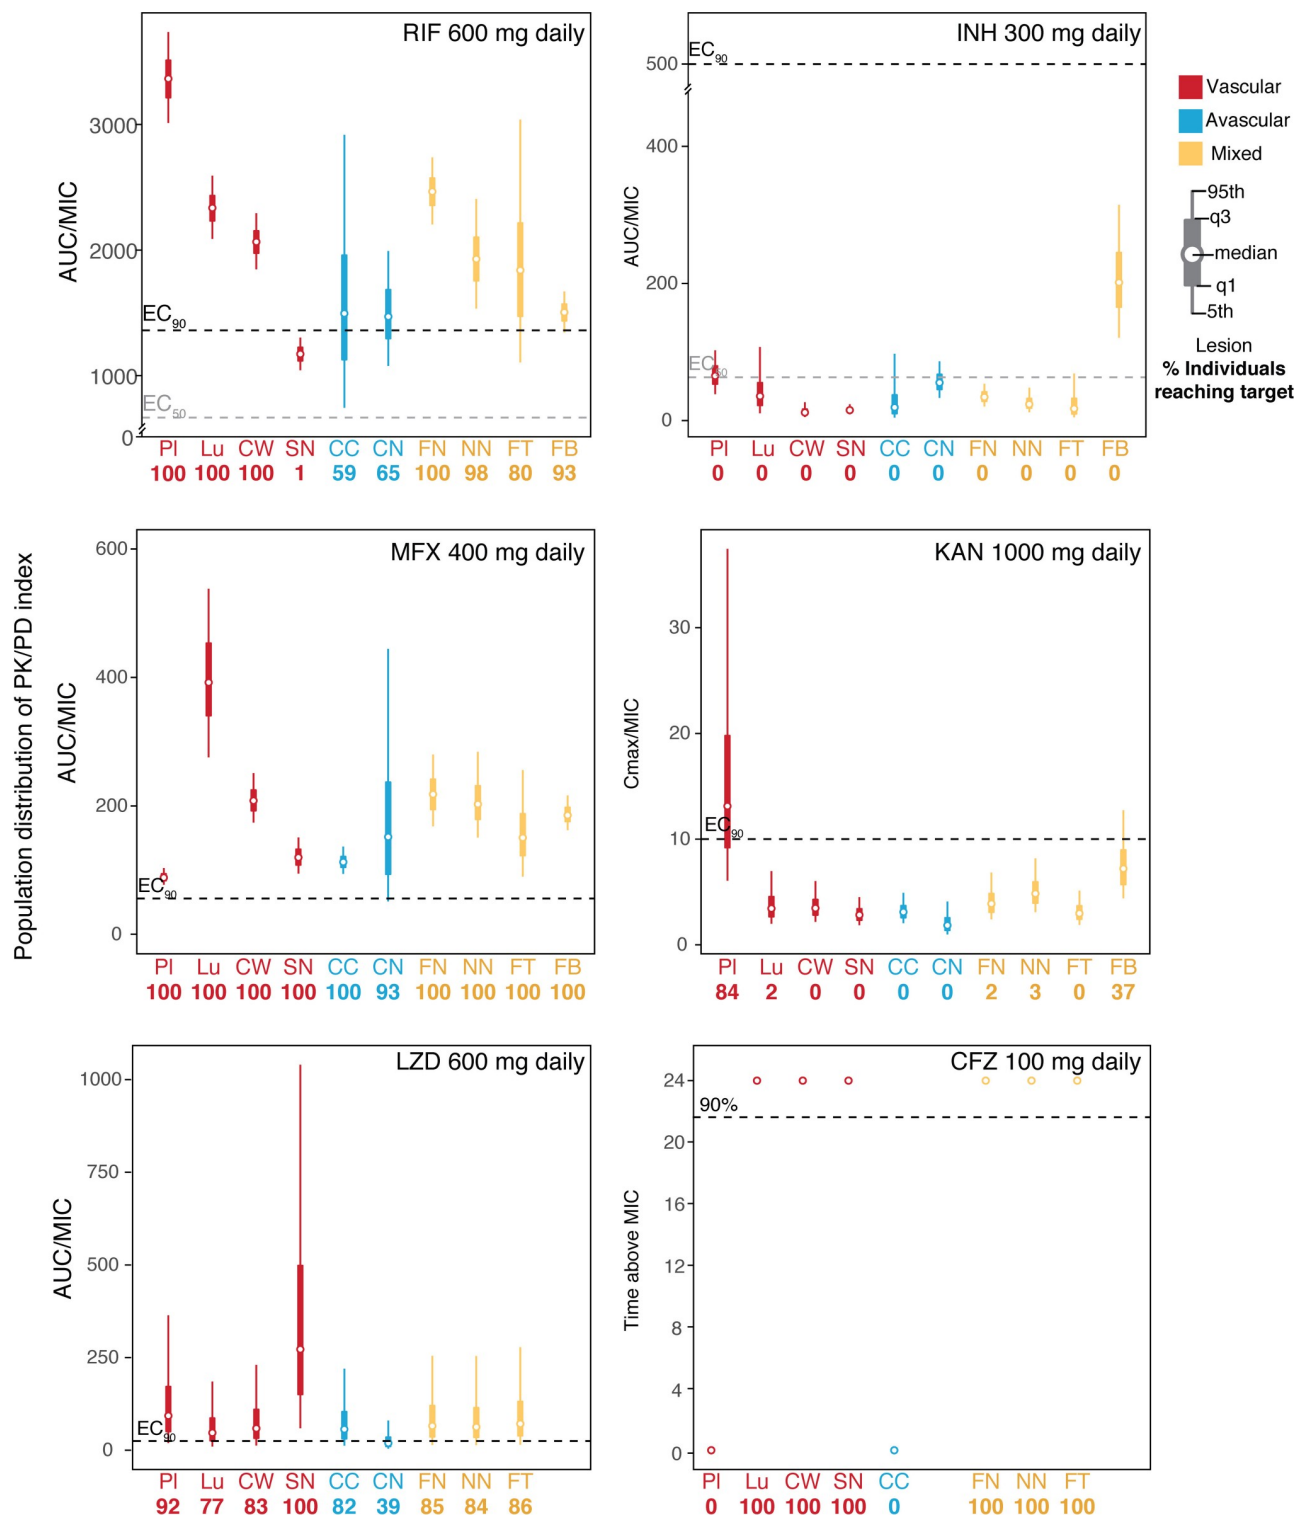 Population distribution of PK/PD index
RIF 600 mg daily
AUC/MIC
3000
2000
1000
0
EC90
EC50
Pl Lu CW SN CC CN FN NN FT FB
100 100 100 1 59 65 100 98 80 93
INH 300 mg daily
AUC/MIC
500
400
200
0
EC90
EC50
Pl Lu CW SN CC CN FN NN FT FB
0 0 0 0 0 0 0 0 0 0
Vascular
Avascular
Mixed
95th
q3
median
q1
5th
Lesion
% Individuals
reaching target
MFX 400 mg daily
AUC/MIC
600
400
200
0
EC90
Pl Lu CW SN CC CN FN NN FT FB
100 100 100 100 100 93 100 100 100 100
KAN 1000 mg daily
Cmax/MIC
30
20
10
0
EC90
Pl Lu CW SN CC CN FN NN FT FB
84 2 0 0 0 0 2 3 0 37
LZD 600 mg daily
AUC/MIC
1000
750
500
250
0
EC90
Pl Lu CW SN CC CN FN NN FT
92 77 83 100 82 39 85 84 86
CFZ 100 mg daily
Time above MIC
24
20
16
12
8
4
0
90%
Pl Lu CW SN CC FN NN FT
0 100 100 100 0 100 100 100